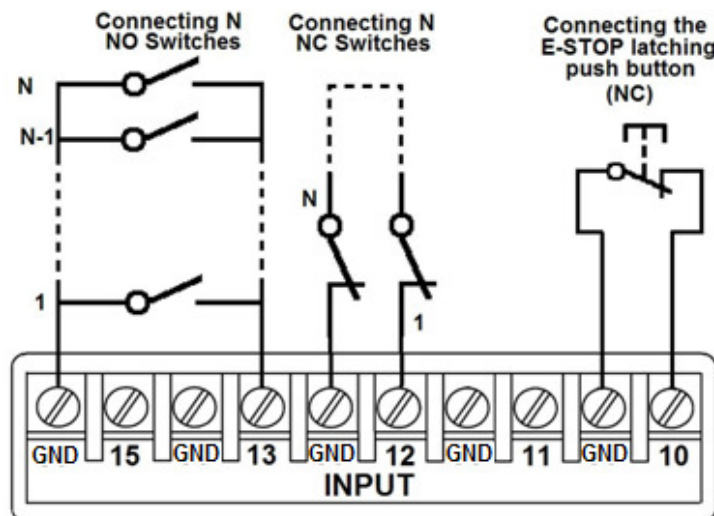 Connecting N
NO Switches
Connecting N
NC Switches
Connecting the
E-STOP latching
push button
(NC)
N
N-1
1
N
1
GND 15 GND 13 GND 12 GND 11 GND 10
INPUT